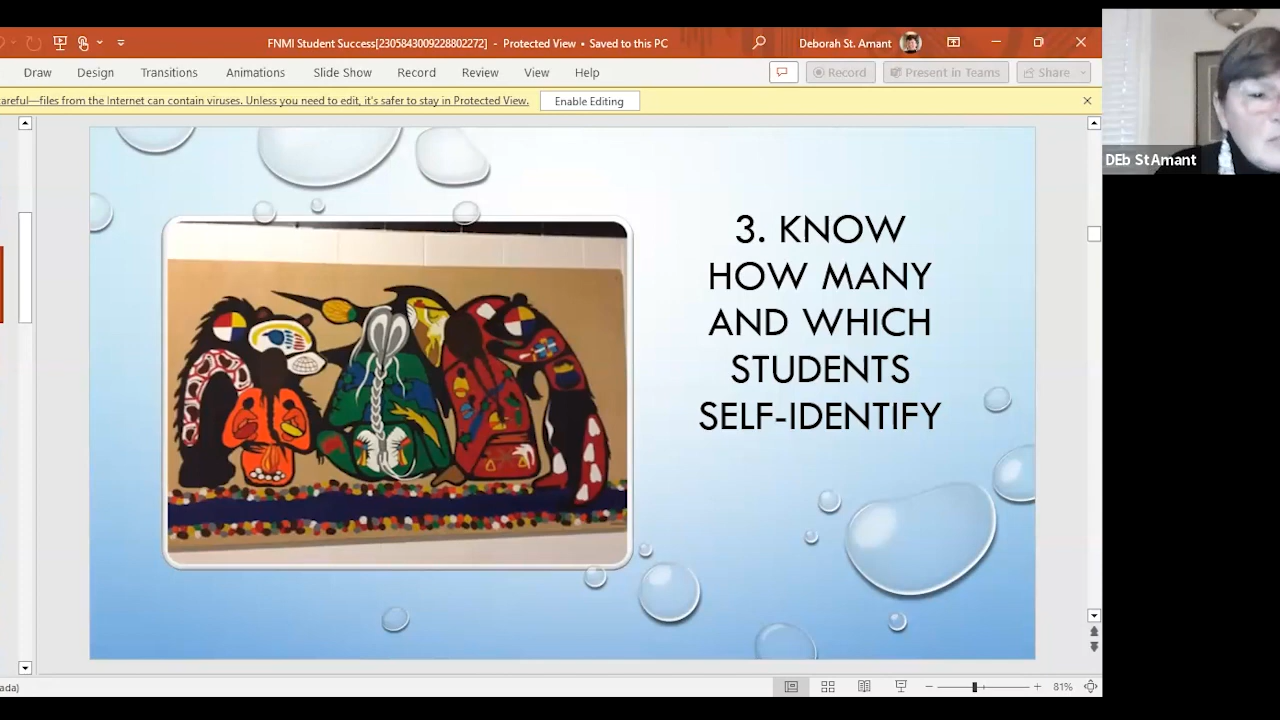 FNMI Student Success[2305843009228802272] - Protected View • Saved to this PC
Deborah St. Amant
Draw Design Transitions Animations Slide Show Record Review View Help
Record Present in Teams Share
areful—files from the Internet can contain viruses. Unless you need to edit, it's safer to stay in Protected View. Enable Editing
DEb StAmant
3. KNOW
HOW MANY
AND WHICH
STUDENTS
SELF-IDENTIFY
ada)
81%